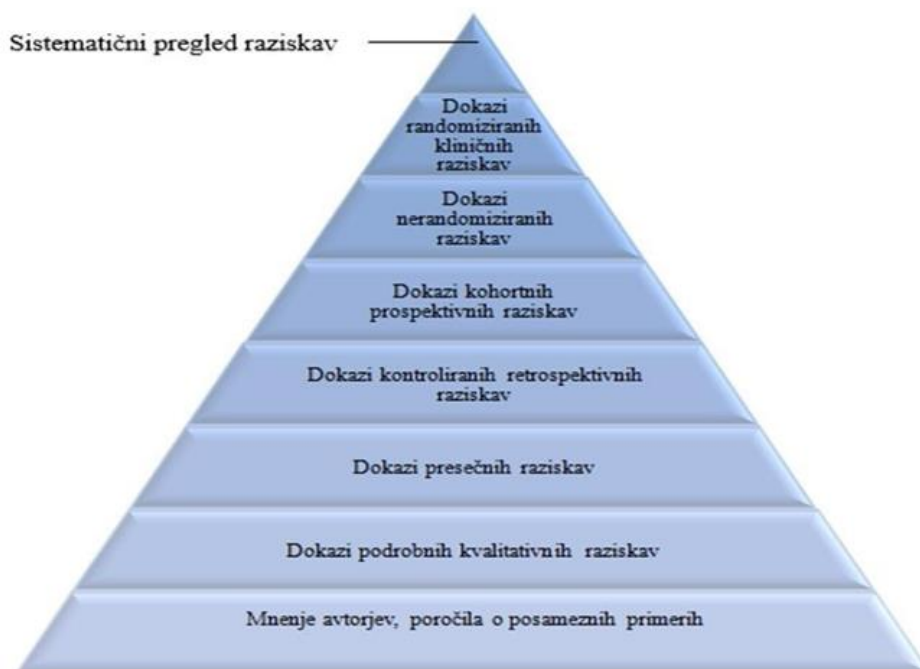 Sistematični pregled raziskav
Dokazi
randomiziranih
kliničnih
raziskav
Dokazi
nerandomiziranih
raziskav
Dokazi kohortnih
prospektivnih raziskav
Dokazi kontroliranih retrospektivnih
raziskav
Dokazi presečnih raziskav
Dokazi podrobnih kvalitativnih raziskav
Mnenje avtorjev, poročila o posameznih primerih